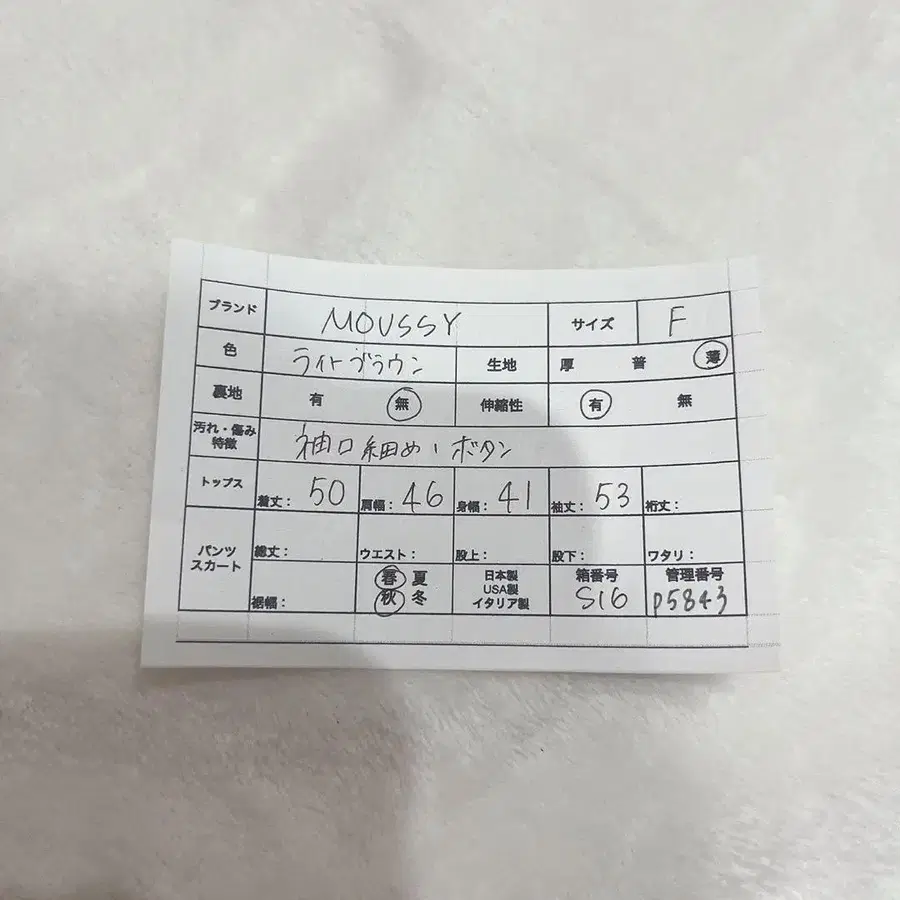 ブランド MOUSSY サイズ F
色 ライトブラウン 生地 厚 普 薄
裏地 有 無 伸縮性 有 無
汚れ・傷み
特徴 袖口細め、ボタン
トップス 着丈: 50 肩幅: 46 身幅: 41 袖丈: 53 裄丈:
パンツ
スカート 総丈: ウエスト: 股上: 股下: ワタリ:
裾幅: 春 夏
秋 冬 日本製
USA製
イタリア製 箱番号
S16 管理番号
P5843